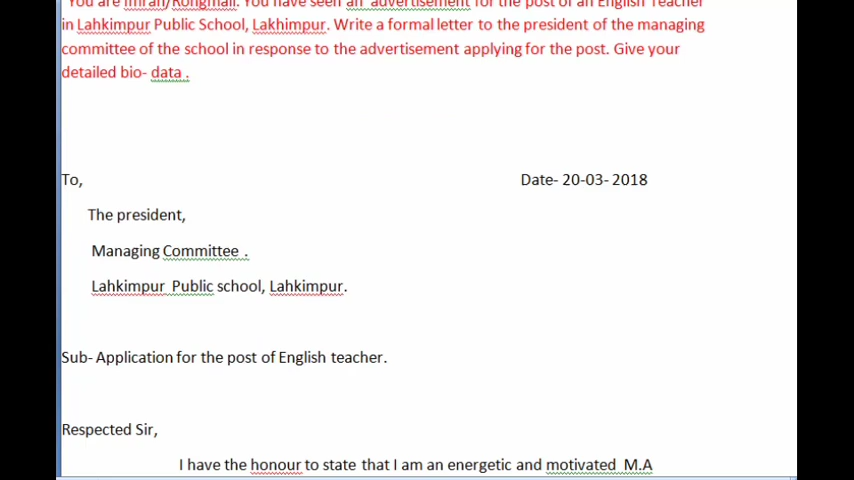 "You are Imran/Rongmali. You have seen an advertisement for the post of an English Teacher
in Lahkimpur Public School, Lakhimpur. Write a formal letter to the president of the managing
committee of the school in response to the advertisement applying for the post. Give your
detailed bio- data .
To, Date- 20-03- 2018
The president,
Managing Committee .
Lahkimpur Public school, Lahkimpur.
Sub- Application for the post of English teacher.
Respected Sir,
I have the honour to state that I am an energetic and motivated M.A